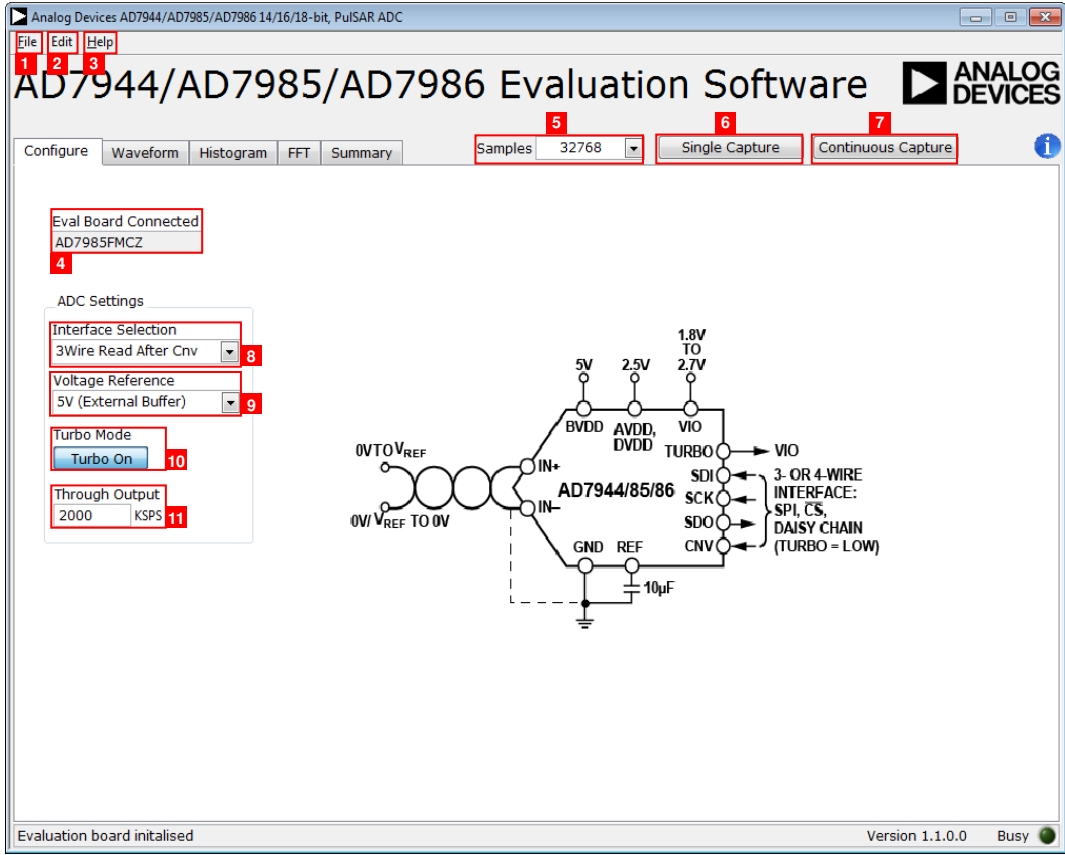 Analog Devices AD7944/AD7985/AD7986 14/16/18-bit, PulSAR ADC
File Edit Help
1 2 3
AD7944/AD7985/AD7986 Evaluation Software
ANALOG
DEVICES
5 6 7
Configure Waveform Histogram FFT Summary Samples 32768 Single Capture Continuous Capture i
Eval Board Connected
AD7985FMCZ
4
ADC Settings
Interface Selection
3Wire Read After Cnv 8
Voltage Reference
5V (External Buffer) 9
Turbo Mode
Turbo On 10
Through Output
2000 KSPS 11
1.8V
TO
5V 2.5V 2.7V
BVDD AVDD, VIO
DVDD
0V TO VREF
IN+
TURBO VIO
SDI 3- OR 4-WIRE
AD7944/85/86 SCK INTERFACE:
IN– SPI, CS,
0V/ VREF TO 0V
SDO DAISY CHAIN
GND REF CNV (TURBO = LOW)
10µF
Evaluation board initalised Version 1.1.0.0 Busy